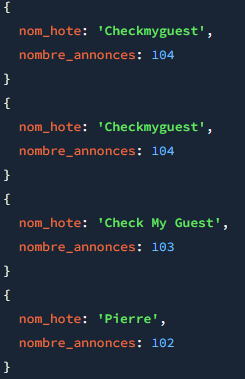 {
nom_hote: 'Checkmyguest',
nombre_annonces: 104
}
{
nom_hote: 'Checkmyguest',
nombre_annonces: 104
}
{
nom_hote: 'Check My Guest',
nombre_annonces: 103
}
{
nom_hote: 'Pierre',
nombre_annonces: 102
}